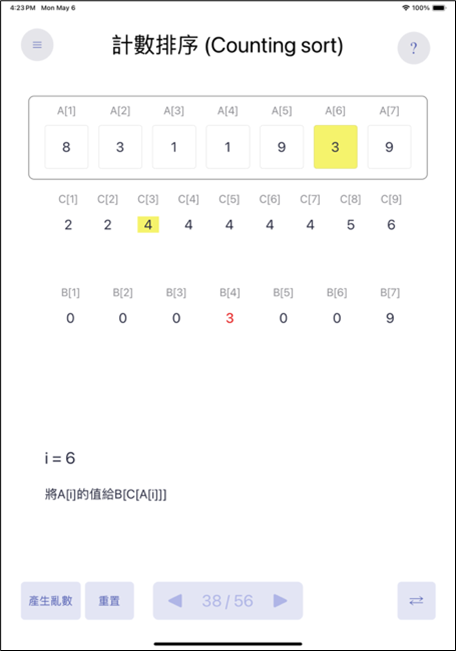 4:23 PM Mon May 6 100%
計數排序 (Counting sort)
?
A[1] A[2] A[3] A[4] A[5] A[6] A[7]
8 3 1 1 9 3 9
C[1] C[2] C[3] C[4] C[5] C[6] C[7] C[8] C[9]
2 2 4 4 4 4 4 5 6
B[1] B[2] B[3] B[4] B[5] B[6] B[7]
0 0 0 3 0 0 9
i = 6
將A[i]的值給B[C[A[i]]]
產生亂數 重置 38 / 56